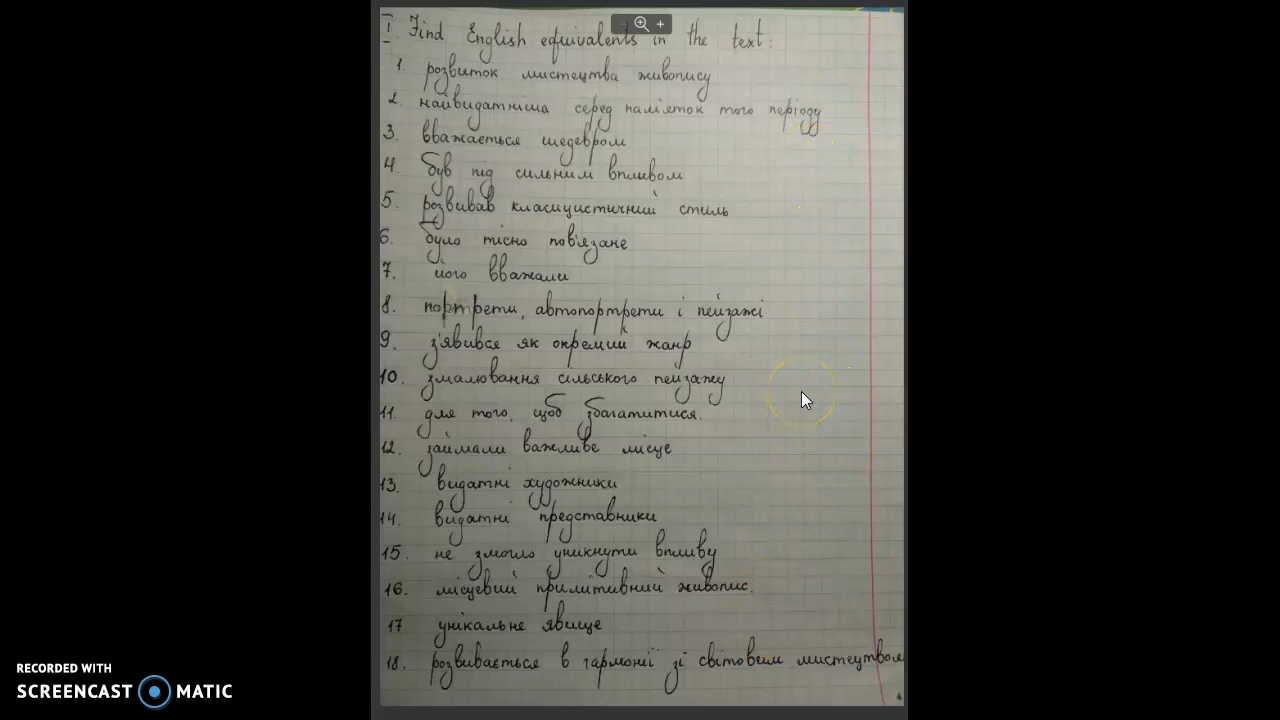 I. Find English equivalents in the text:
1. розвиток мистецтва живопису
2. найвидатніша серед пам'яток того періоду
3. вважається шедевром
4. був під сильним впливом
5. розвивав класицистичний стиль
6. було тісно пов'язане
7. його вважали
8. портрети, автопортрети і пейзажі
9. з'явився як окремий жанр
10. змалювання сільського пейзажу
11. для того, щоб збагатитися.
12. займали важливе місце
13. видатні художники
14. видатні представники
15. не змогло уникнути впливу
16. місцевий примітивний живопис.
17 унікальне явище
18. розвивається в гармонії зі світовим мистецтвом
RECORDED WITH
SCREENCAST MATIC